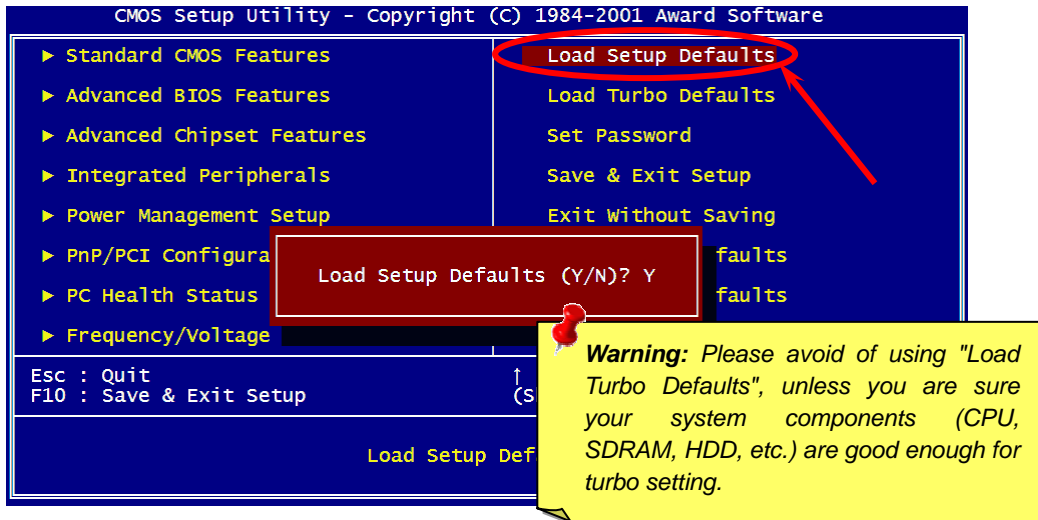 CMOS Setup Utility - Copyright (C) 1984-2001 Award Software
► Standard CMOS Features
► Advanced BIOS Features
► Advanced Chipset Features
► Integrated Peripherals
► Power Management Setup
► PnP/PCI Configura
► PC Health Status
► Frequency/Voltage
Load Setup Defaults
Load Turbo Defaults
Set Password
Save & Exit Setup
Exit Without Saving
faults
faults
Load Setup Defaults (Y/N)? Y
Esc : Quit
F10 : Save & Exit Setup
↑
(S
Load Setup Def
Warning: Please avoid of using "Load
Turbo Defaults", unless you are sure
your system components (CPU,
SDRAM, HDD, etc.) are good enough for
turbo setting.